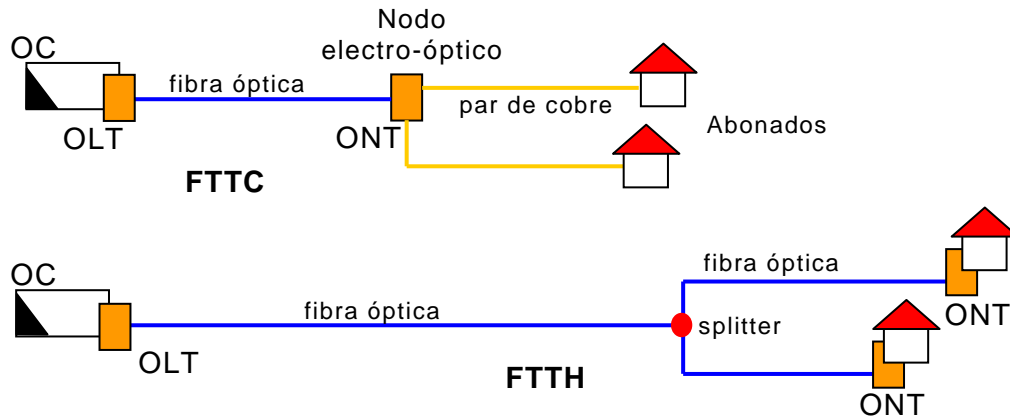 OC
Nodo
electro-óptico
fibra óptica
par de cobre
Abonados
OLT
ONT
FTTC
OC
fibra óptica
fibra óptica
splitter
ONT
OLT
FTTH
ONT